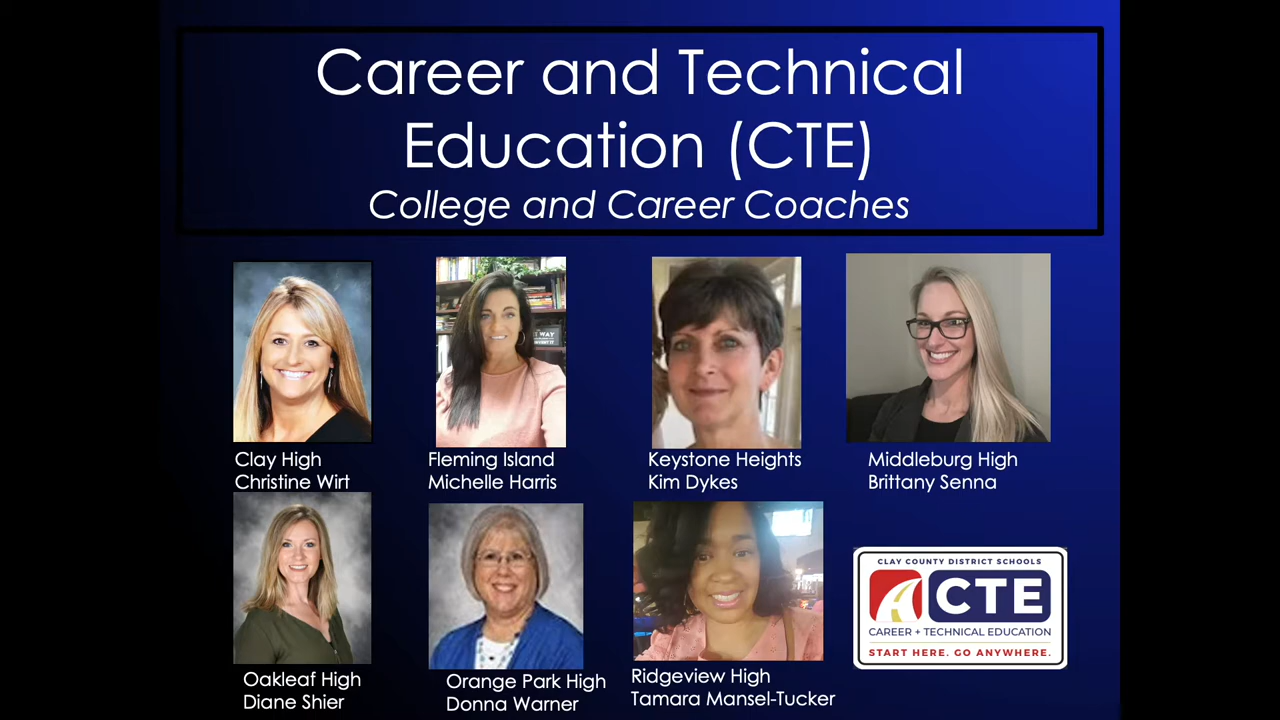 Career and Technical
Education (CTE)
College and Career Coaches
Clay High
Christine Wirt
Fleming Island
Michelle Harris
Keystone Heights
Kim Dykes
Middleburg High
Brittany Senna
Oakleaf High
Diane Shier
Orange Park High
Donna Warner
Ridgeview High
Tamara Mansel-Tucker
CLAY COUNTY DISTRICT SCHOOLS
CTE
CAREER + TECHNICAL EDUCATION
START HERE. GO ANYWHERE.